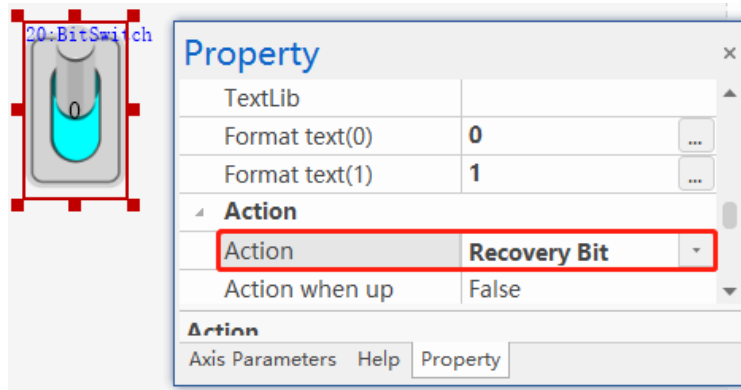 20:BitSwitch
0
Property
TextLib
Format text(0) 0 ...
Format text(1) 1 ...
Action
Action Recovery Bit
Action when up False
Action
Axis Parameters Help Property